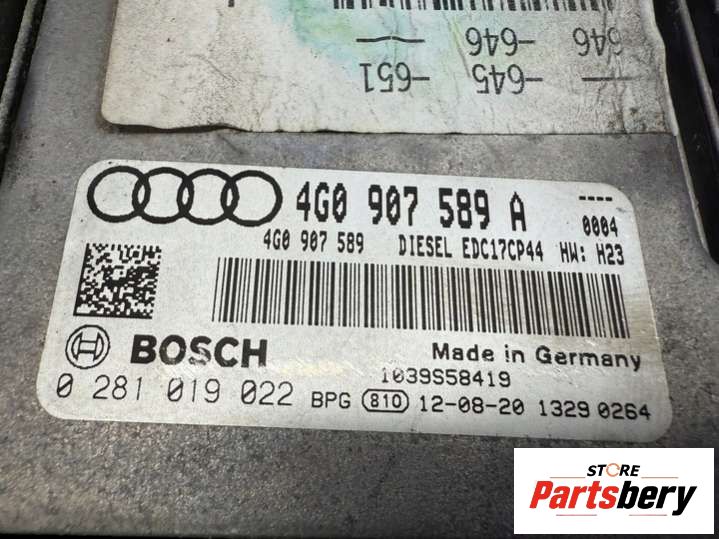 646 -646 —/—
— -645 -651
4G0 907 589 A ----
0004
4G0 907 589 DIESEL EDC17CP44 HW: H23
BOSCH Made in Germany
1039S58419
0 281 019 022 BPG 810 12-08-20 1329 0264
STORE
Partsbery